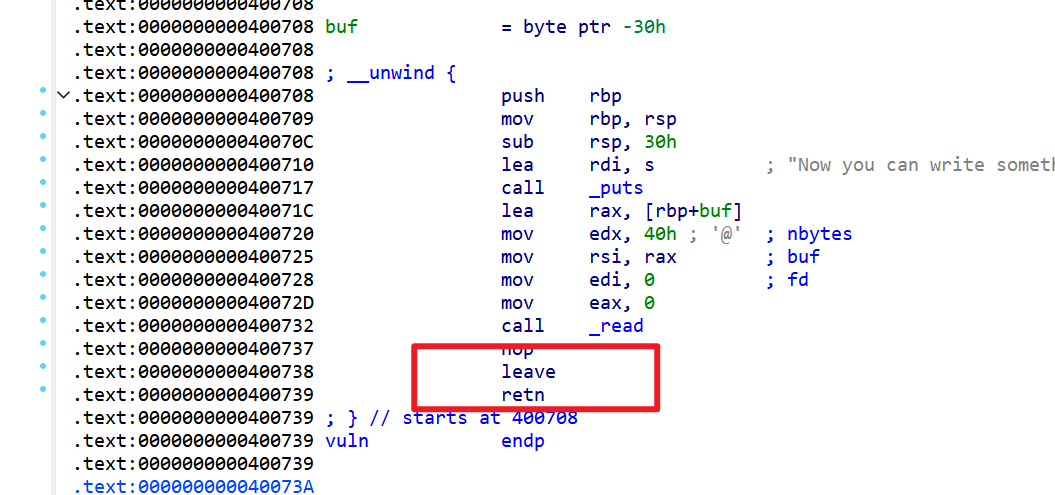 .text:0000000000400708
.text:0000000000400708 buf = byte ptr -30h
.text:0000000000400708
.text:0000000000400708 ; __unwind {
.text:0000000000400708 push rbp
.text:0000000000400709 mov rbp, rsp
.text:000000000040070C sub rsp, 30h
.text:0000000000400710 lea rdi, s ; "Now you can write someth
.text:0000000000400717 call _puts
.text:000000000040071C lea rax, [rbp+buf]
.text:0000000000400720 mov edx, 40h ; '@' ; nbytes
.text:0000000000400725 mov rsi, rax ; buf
.text:0000000000400728 mov edi, 0 ; fd
.text:000000000040072D mov eax, 0
.text:0000000000400732 call _read
.text:0000000000400737 nop
.text:0000000000400738 leave
.text:0000000000400739 retn
.text:0000000000400739 ; } // starts at 400708
.text:0000000000400739 vuln endp
.text:0000000000400739
.text:000000000040073A